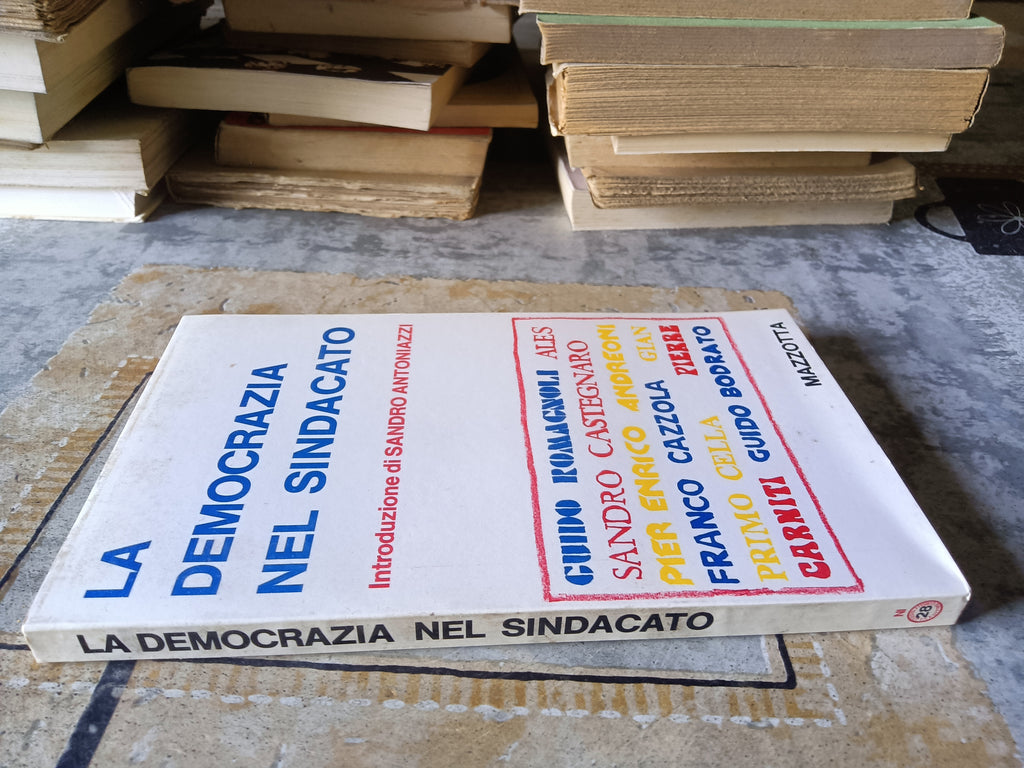 LA
DEMOCRAZIA
NEL SINDACATO
Introduzione di SANDRO ANTONIAZZI
GUIDO ROMAGNOLI ALES
SANDRO CASTEGNARO
PIER ENRICO ANDREONI
FRANCO CAZZOLA GIAN
PRIMO CELLA PIERRE
CARNITI GUIDO BODRATO
MAZZOTTA
LA DEMOCRAZIA NEL SINDACATO
NI
28